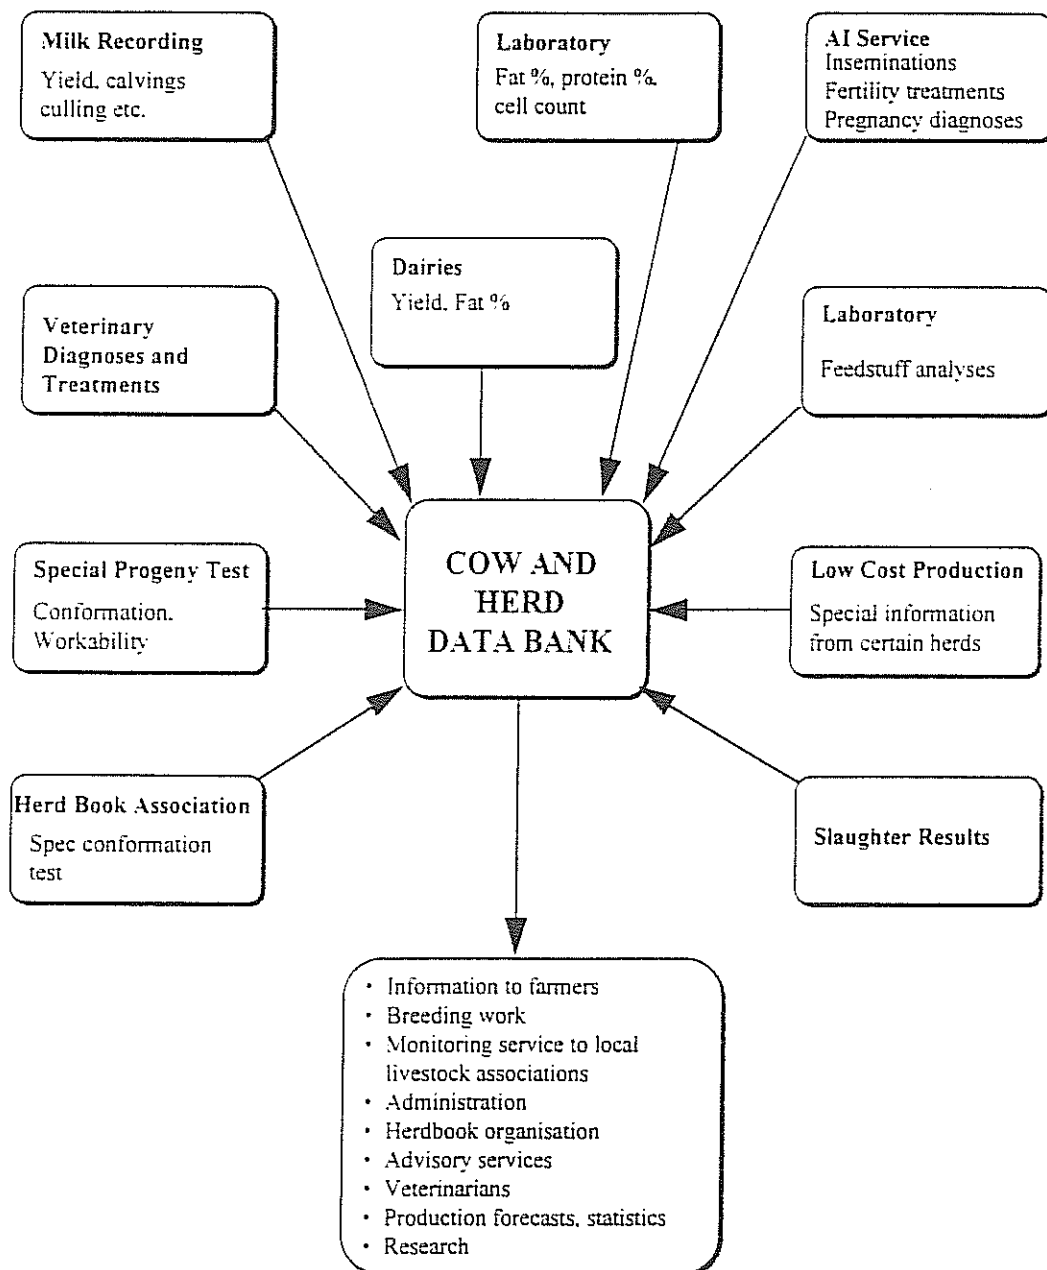 Milk Recording
Yield, calvings
culling etc.
Laboratory
Fat %, protein %,
cell count
AI Service
Inseminations
Fertility treatments
Pregnancy diagnoses
Dairies
Yield, Fat %
Veterinary
Diagnoses and
Treatments
Laboratory
Feedstuff analyses
COW AND
HERD
DATA BANK
Special Progeny Test
Conformation,
Workability
Low Cost Production
Special information
from certain herds
Herd Book Association
Spec conformation
test
Slaughter Results
• Information to farmers
• Breeding work
• Monitoring service to local
livestock associations
• Administration
• Herdbook organisation
• Advisory services
• Veterinarians
• Production forecasts, statistics
• Research